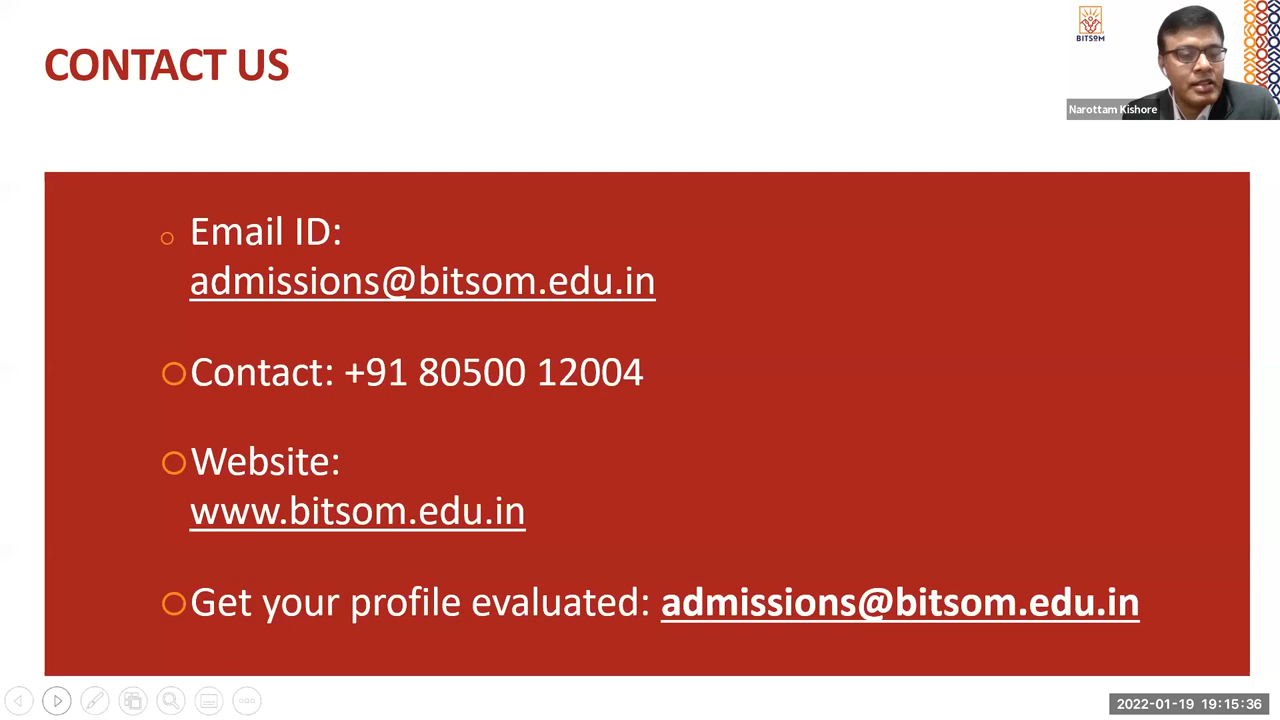 CONTACT US
BITSOM
Narottam Kishore
Email ID:
admissions@bitsom.edu.in
Contact: +91 80500 12004
Website:
www.bitsom.edu.in
Get your profile evaluated: admissions@bitsom.edu.in
2022-01-19 19:15:36